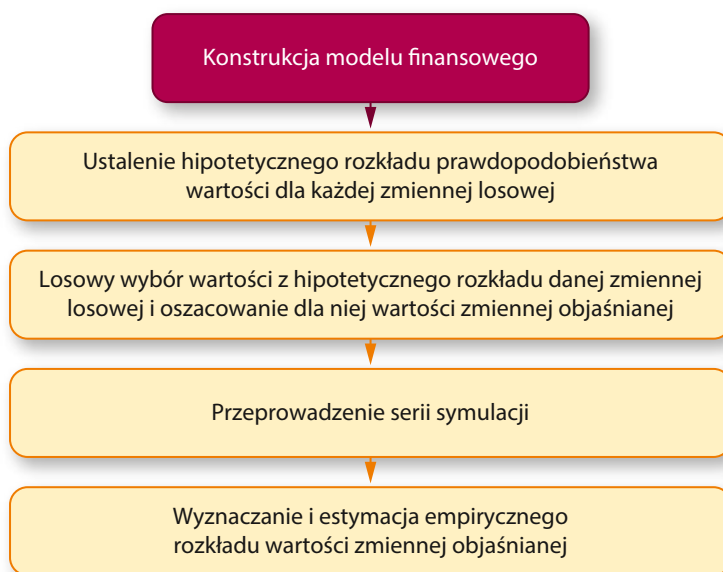 Konstrukcja modelu finansowego
Ustalenie hipotetycznego rozkładu prawdopodobieństwa
wartości dla każdej zmiennej losowej
Losowy wybór wartości z hipotetycznego rozkładu danej zmiennej
losowej i oszacowanie dla niej wartości zmiennej objaśnianej
Przeprowadzenie serii symulacji
Wyznaczanie i estymacja empirycznego
rozkładu wartości zmiennej objaśnianej